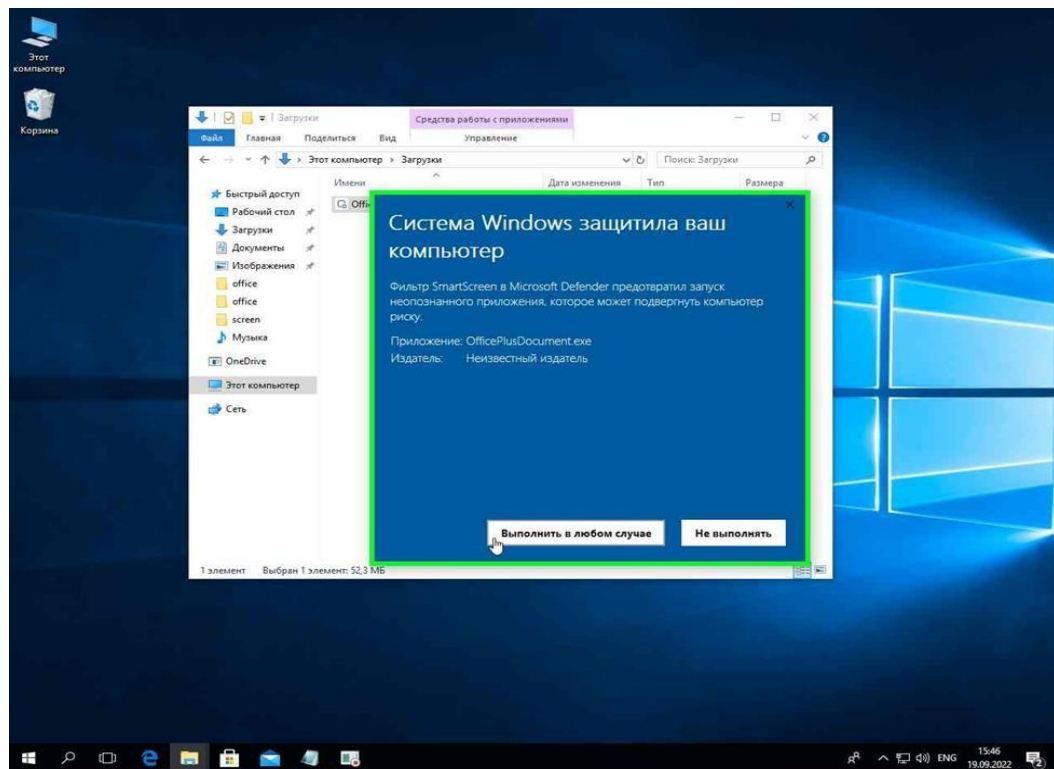 Этот
компьютер
Корзина
Загрузки
Средства работы с приложениями
Файл Главная Поделиться Вид Управление
Этот компьютер › Загрузки
Поиск: Загрузки
Имени Дата изменения Тип Размера
Быстрый доступ
Рабочий стол
Загрузки
Документы
Изображения
office
office
screen
Музыка
OneDrive
Этот компьютер
Сеть
Система Windows защитила ваш
компьютер
Фильтр SmartScreen в Microsoft Defender предотвратил запуск
неопознанного приложения, которое может подвергнуть компьютер
риску.
Приложение: OfficePlusDocument.exe
Издатель: Неизвестный издатель
Выполнить в любом случае Не выполнять
1 элемент Выбран 1 элемент: 52,3 МБ
ENG
15:46
19.09.2022